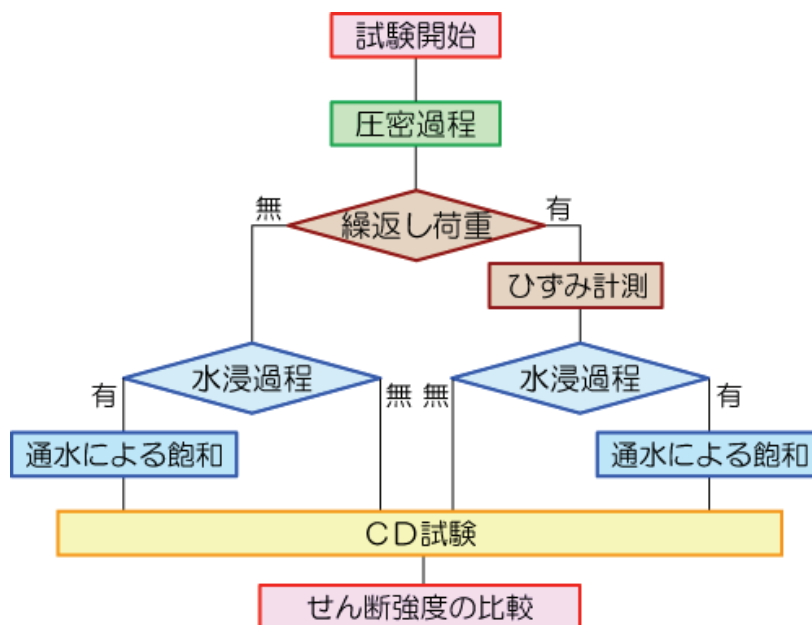 試験開始
圧密過程
繰返し荷重
無
有
ひずみ計測
水浸過程
水浸過程
有
無
無
有
通水による飽和
通水による飽和
CD試験
せん断強度の比較